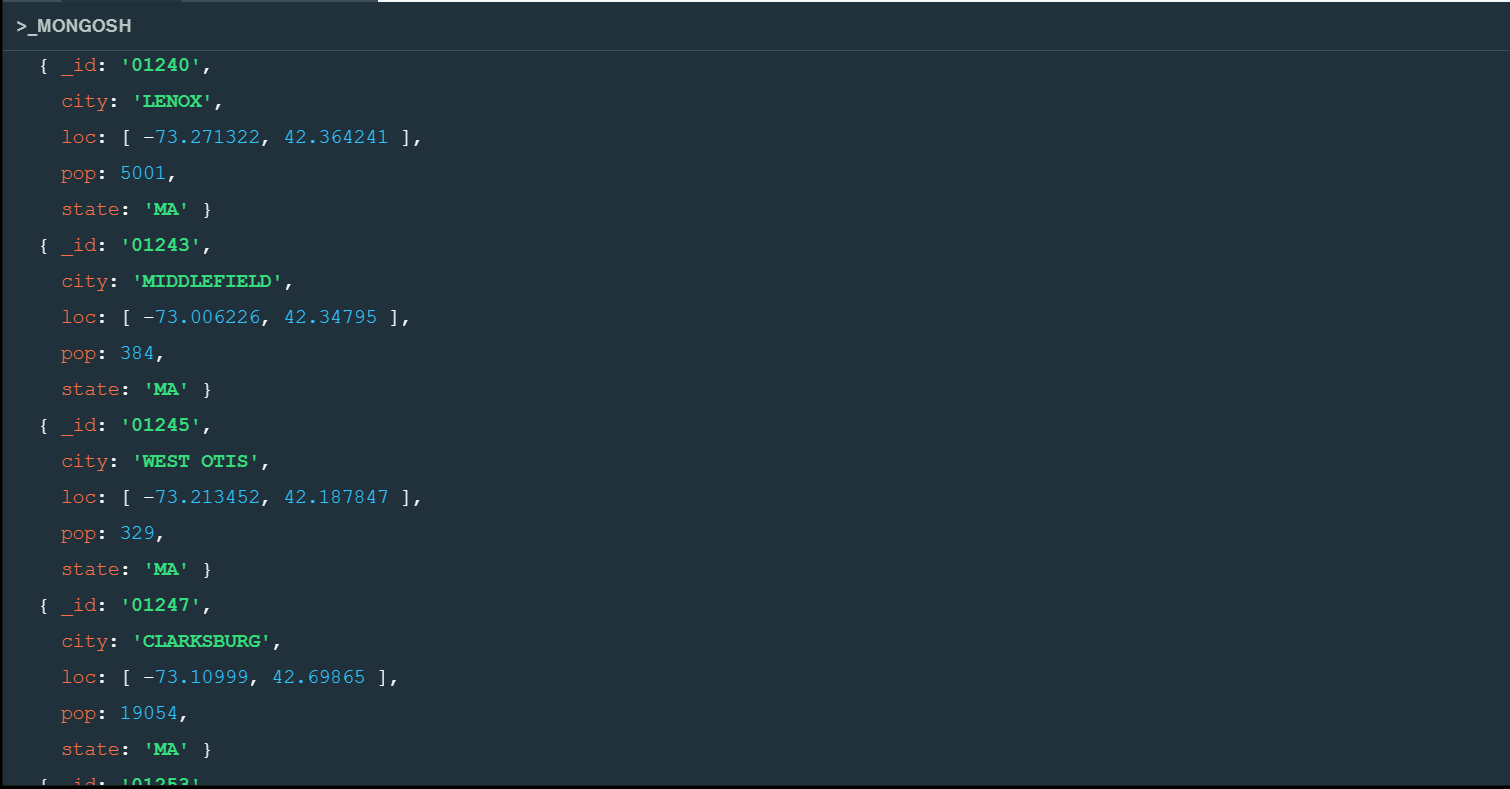 >_MONGOSH
{ _id: '01240',
city: 'LENOX',
loc: [ -73.271322, 42.364241 ],
pop: 5001,
state: 'MA' }
{ _id: '01243',
city: 'MIDDLEFIELD',
loc: [ -73.006226, 42.34795 ],
pop: 384,
state: 'MA' }
{ _id: '01245',
city: 'WEST OTIS',
loc: [ -73.213452, 42.187847 ],
pop: 329,
state: 'MA' }
{ _id: '01247',
city: 'CLARKSBURG',
loc: [ -73.10999, 42.69865 ],
pop: 19054,
state: 'MA' }
{ _id: '01253'